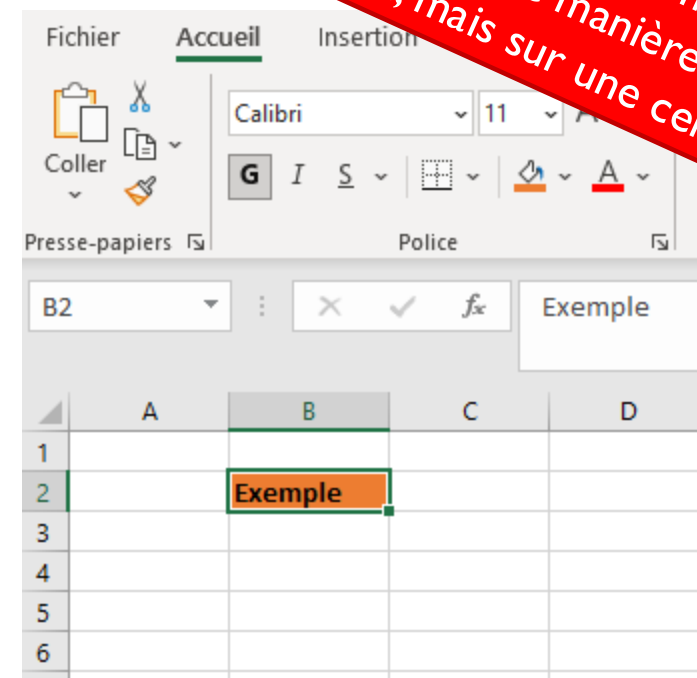 manière
, mais sur une
Fichier Accueil Insertion
Calibri 11
Coller
G I S A
Presse-papiers Police
B2 fx Exemple
A B C D
1
2 Exemple
3
4
5
6